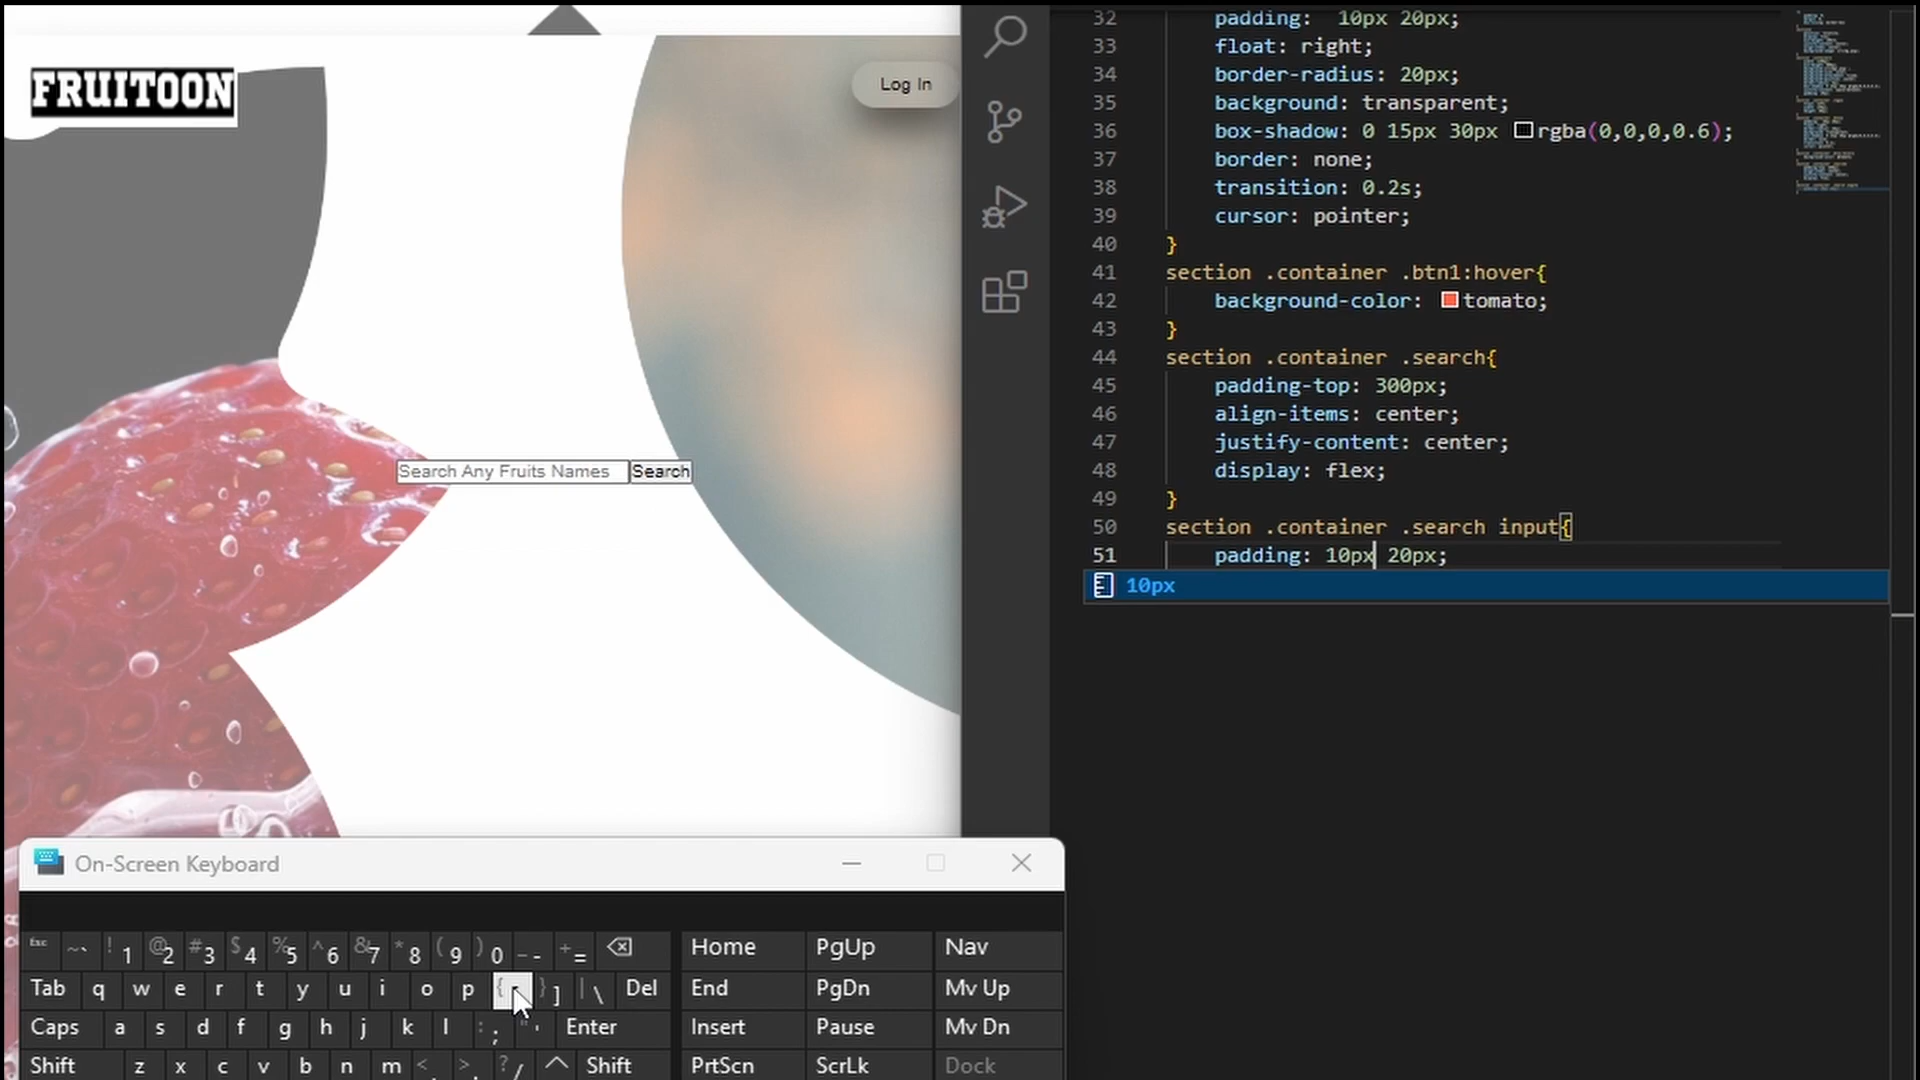 FRUITOON
Log In
Search Any Fruits Names
Search
32 padding:  10px 20px;
33 float: right;
34 border-radius: 20px;
35 background: transparent;
36 box-shadow: 0 15px 30px rgba(0,0,0,0.6);
37 border: none;
38 transition: 0.2s;
39 cursor: pointer;
40 }
41 section .container .btn1:hover{
42 background-color: tomato;
43 }
44 section .container .search{
45 padding-top: 300px;
46 align-items: center;
47 justify-content: center;
48 display: flex;
49 }
50 section .container .search input{
51 padding: 10px 20px;
10px
On-Screen Keyboard
Esc ~ ` ! 1 @ 2 # 3 $ 4 % 5 ^ 6 & 7 * 8 ( 9 ) 0 _ - + = Home PgUp Nav
Tab q w e r t y u i o p { [ } ] | \ Del End PgDn Mv Up
Caps a s d f g h j k l : ; " ' Enter Insert Pause Mv Dn
Shift z x c v b n m < , > . ? / ^ Shift PrtScn ScrLk Dock